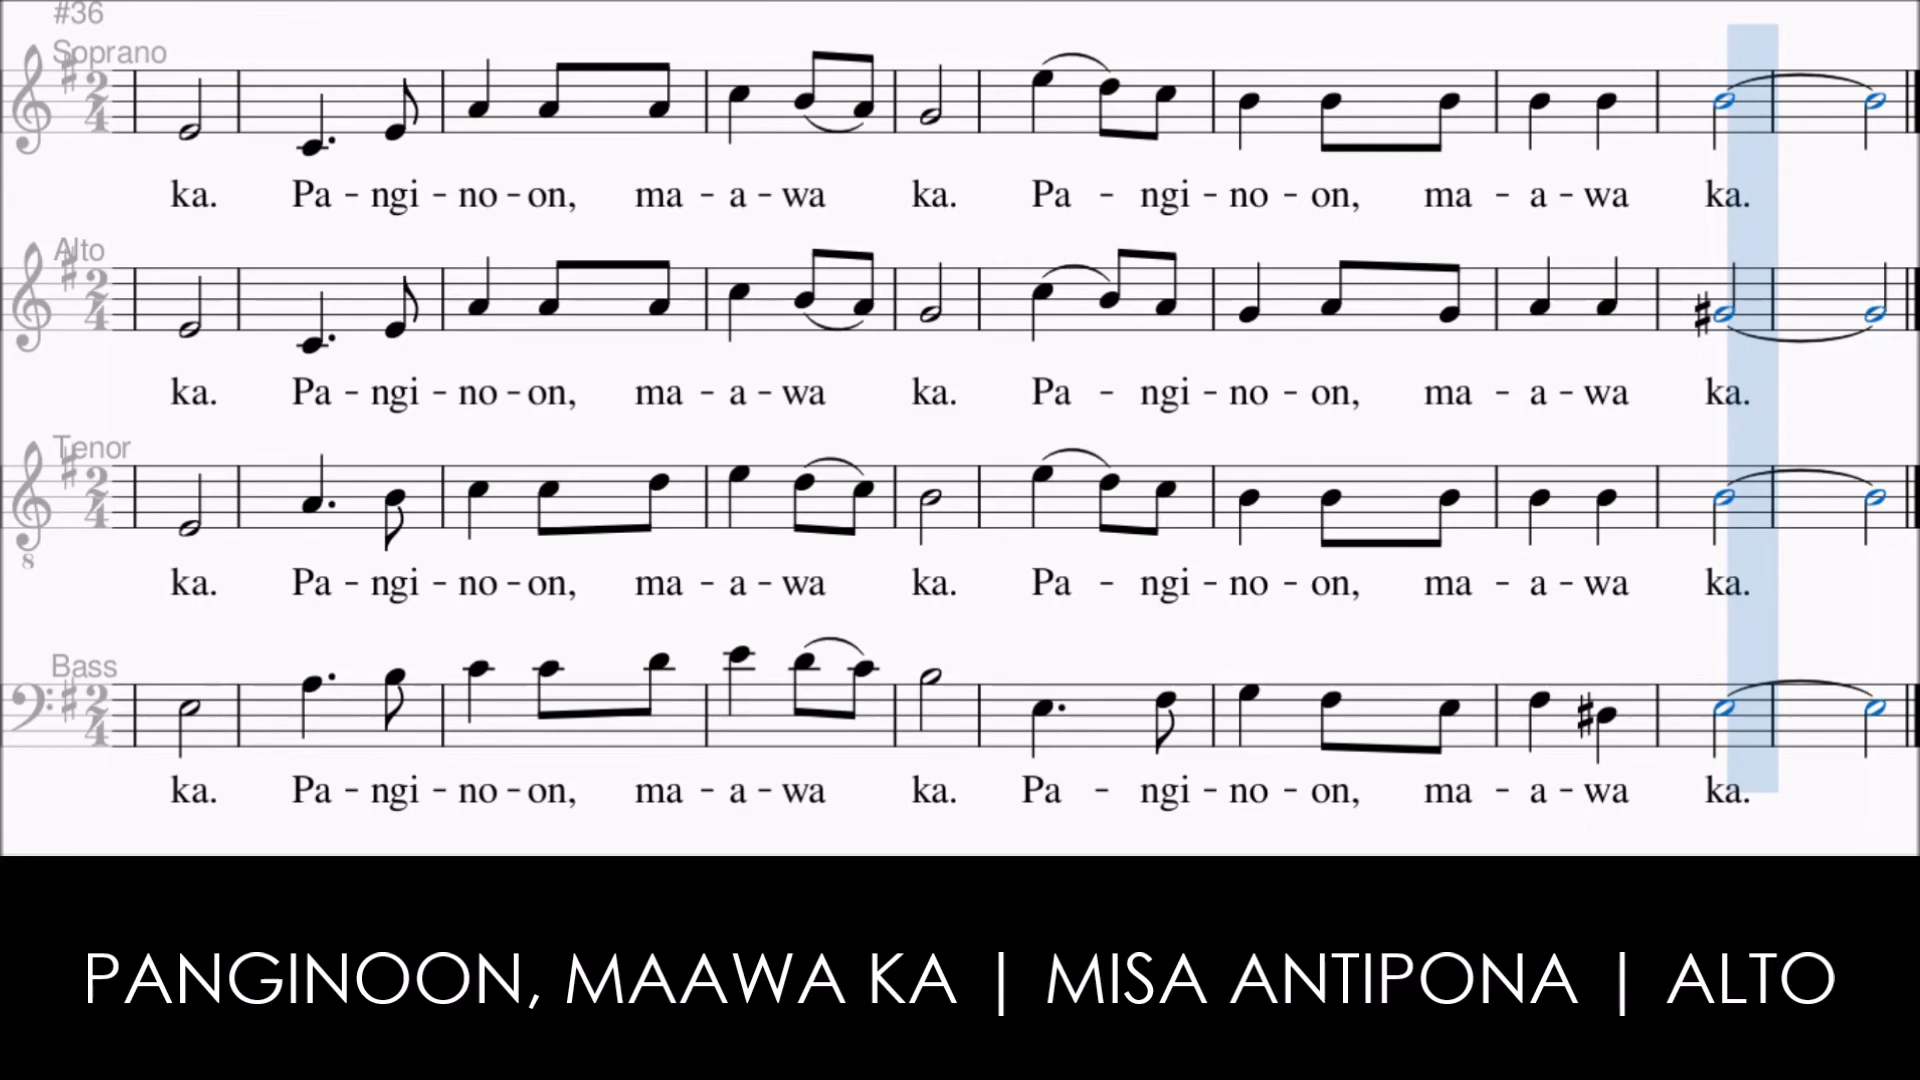 #36
Soprano
ka. Pa - ngi - no - on, ma - a - wa ka. Pa - ngi - no - on, ma - a - wa ka.
Alto
ka. Pa - ngi - no - on, ma - a - wa ka. Pa - ngi - no - on, ma - a - wa ka.
Tenor
ka. Pa - ngi - no - on, ma - a - wa ka. Pa - ngi - no - on, ma - a - wa ka.
Bass
ka. Pa - ngi - no - on, ma - a - wa ka. Pa - ngi - no - on, ma - a - wa ka.
PANGINOON, MAAWA KA | MISA ANTIPONA | ALTO